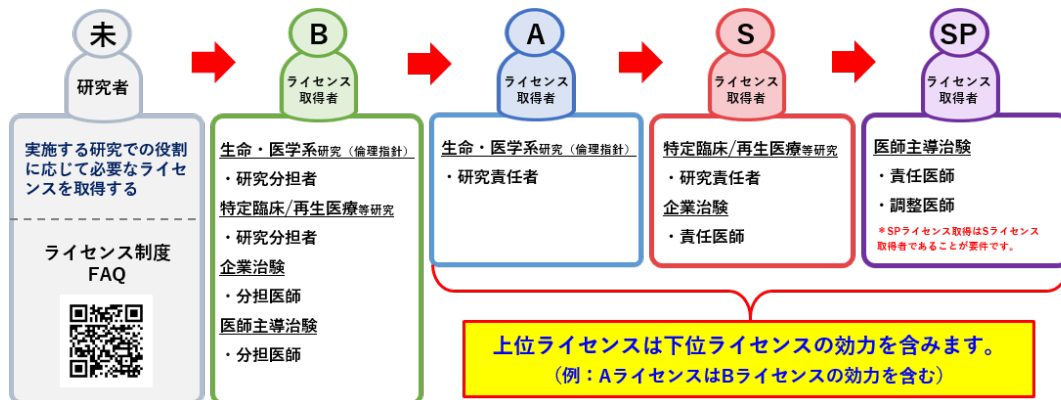 未
研究者
実施する研究での役割
に応じて必要なライセ
ンスを取得する
ライセンス制度
FAQ
B
ライセンス
取得者
生命・医学系研究（倫理指針）
・研究分担者
特定臨床/再生医療等研究
・研究分担者
企業治験
・分担医師
医師主導治験
・分担医師
A
ライセンス
取得者
生命・医学系研究（倫理指針）
・研究責任者
S
ライセンス
取得者
特定臨床/再生医療等研究
・研究責任者
企業治験
・責任医師
SP
ライセンス
取得者
医師主導治験
・責任医師
・調整医師
＊SPライセンス取得はSライセンス
取得者であることが要件です。
上位ライセンスは下位ライセンスの効力を含みます。
（例：AライセンスはBライセンスの効力を含む）